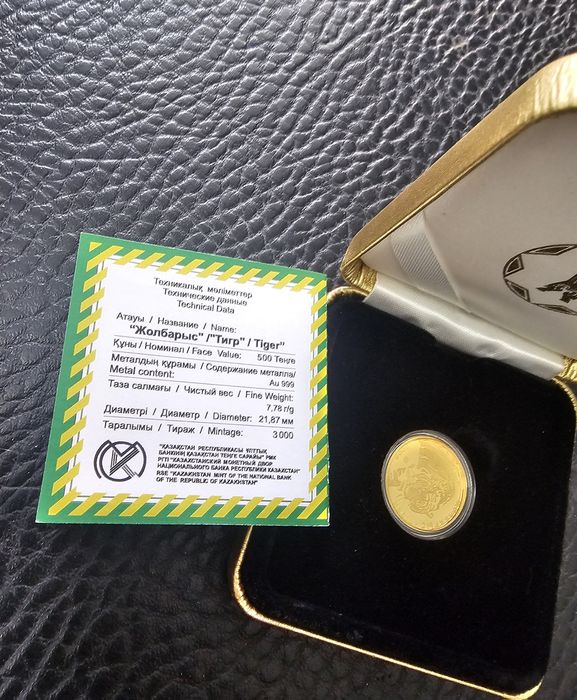 Техникалық мәліметтер
Технические данные
Technical Data
Атауы / Название / Name:
“Жолбарыс” /"Тигр" / Tiger”
Құны / Номинал / Face Value: 500 Теңге
Металдың құрамы / Содержание металла/
Metal content: Au 999
Таза салмағы / Чистый вес / Fine Weight:
7,78 г/g
Диаметрі / Диаметр / Diameter: 21,87 мм
Таралымы / Тираж / Mintage: 3 000
"ҚАЗАҚСТАН РЕСПУБЛИКАСЫ ҰЛТТЫҚ
БАНКІНІҢ ҚАЗАҚСТАН ТЕҢГЕ САРАЙЫ" РМК
РГП "КАЗАХСТАНСКИЙ МОНЕТНЫЙ ДВОР
НАЦИОНАЛЬНОГО БАНКА РЕСПУБЛИКИ КАЗАХСТАН"
RSE "KAZAKHSTAN MINT OF THE NATIONAL BANK
OF THE REPUBLIC OF KAZAKHSTAN"